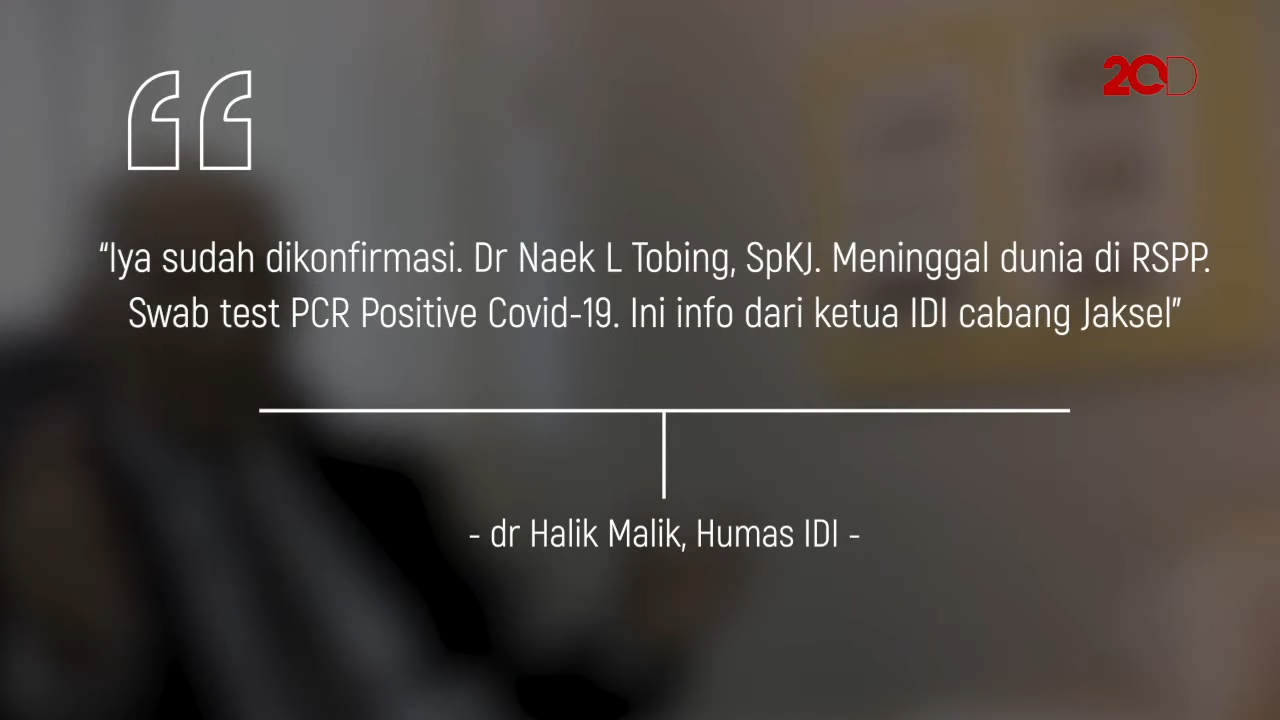 20D
“Iya sudah dikonfirmasi. Dr Naek L Tobing, SpKJ. Meninggal dunia di RSPP.
Swab test PCR Positive Covid-19. Ini info dari ketua IDI cabang Jaksel”
- dr Halik Malik, Humas IDI -